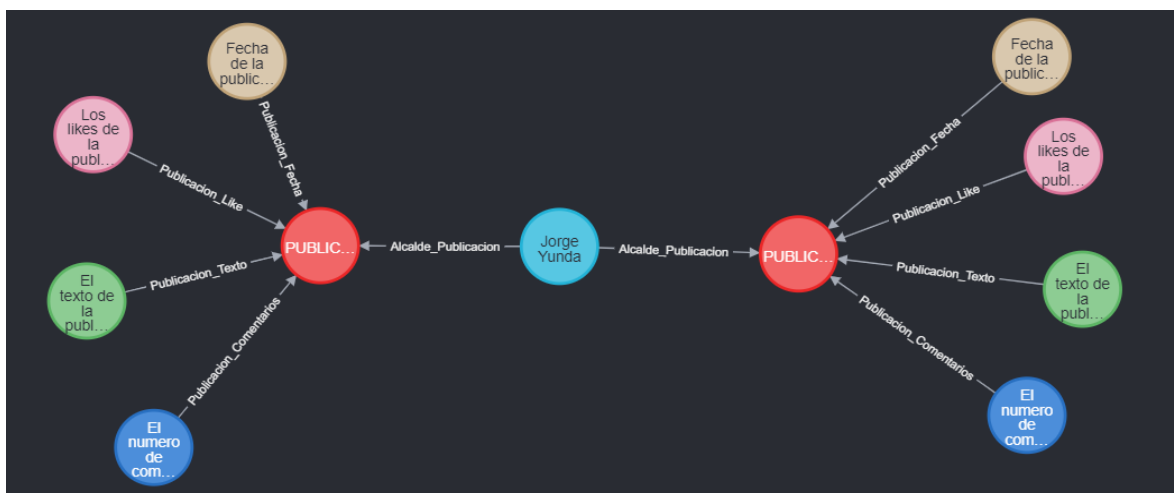 Fecha
de la
public...
Los
likes de
la
publ...
Publicacion_Fecha
Publicacion_Like
PUBLIC...
Alcalde_Publicacion
Jorge
Yunda
El
texto de
la
publ...
Publicacion_Texto
Publicacion_Comentarios
El
numero
de
com...
Fecha
de la
public...
Publicacion_Fecha
Los
likes de
la
publ...
Publicacion_Like
Alcalde_Publicacion
PUBLIC...
Publicacion_Texto
El
texto de
la
publ...
Publicacion_Comentarios
El
numero
de
com...